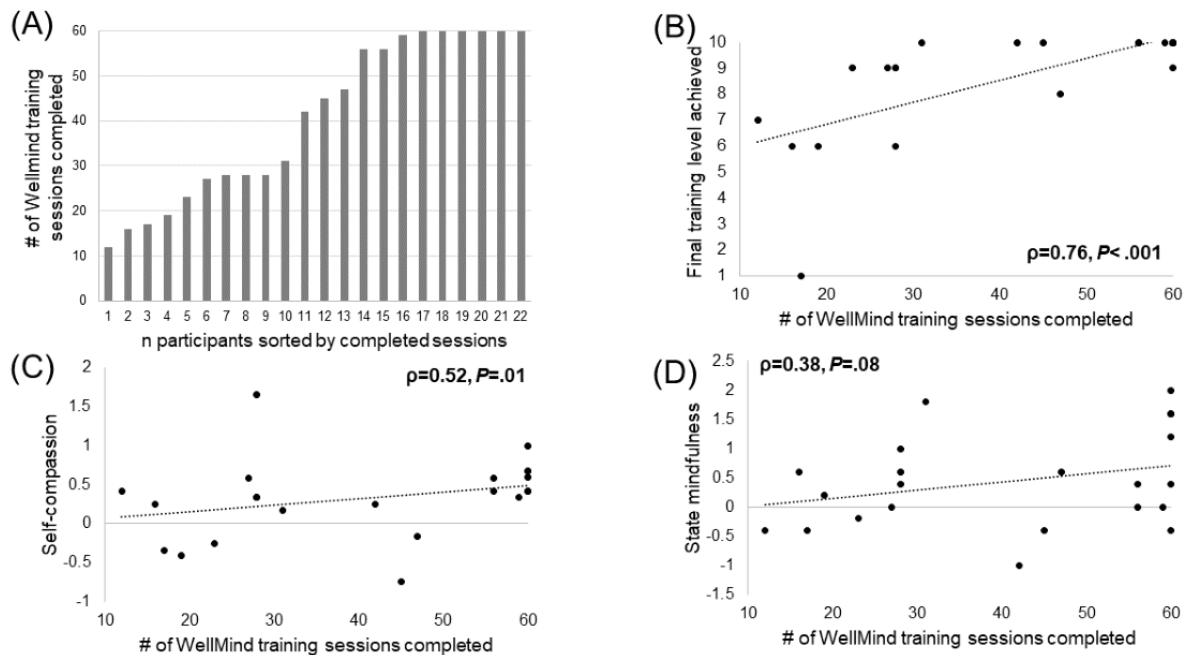 (A)
# of Wellmind training
sessions completed
60
50
40
30
20
10
0
1 2 3 4 5 6 7 8 9 10 11 12 13 14 15 16 17 18 19 20 21 22
n participants sorted by completed sessions
(B)
Final training level achieved
10
9
8
7
6
5
4
3
2
1
ρ=0.76, P< .001
10 20 30 40 50 60
# of WellMind training sessions completed
(C)
Self-compassion
2
1.5
1
0.5
0
-0.5
-1
ρ=0.52, P=.01
10 20 30 40 50 60
# of WellMind training sessions completed
(D)
State mindfulness
2.5
2
1.5
1
0.5
0
-0.5
-1
-1.5
ρ=0.38, P=.08
10 20 30 40 50 60
# of WellMind training sessions completed